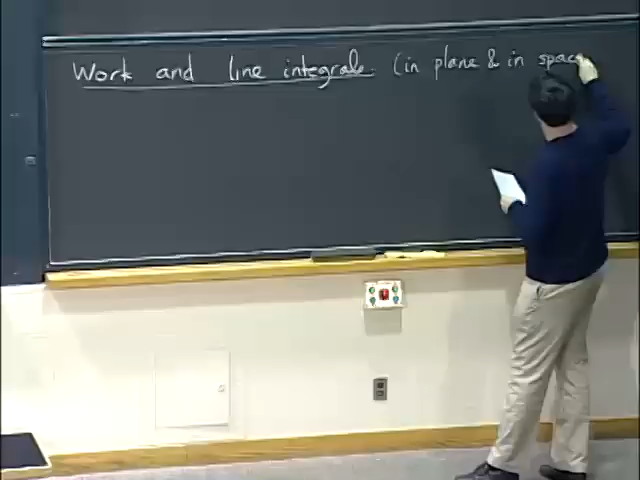 Work and line integrals (in plane & in spac